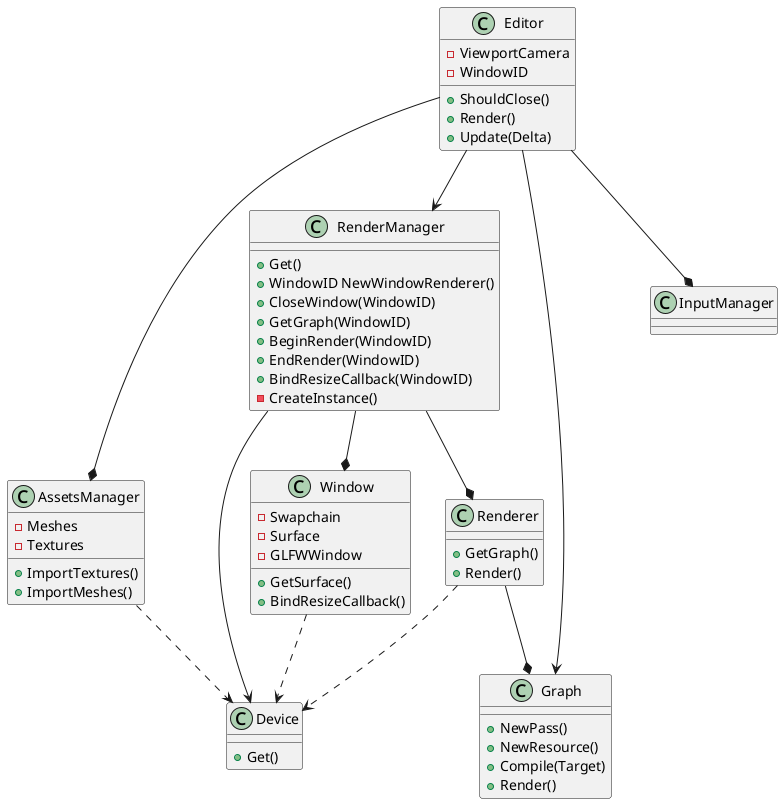 C Editor
ViewportCamera
WindowID
ShouldClose()
Render()
Update(Delta)
C RenderManager
Get()
WindowID NewWindowRenderer()
CloseWindow(WindowID)
GetGraph(WindowID)
BeginRender(WindowID)
EndRender(WindowID)
BindResizeCallback(WindowID)
CreateInstance()
C InputManager
C AssetsManager
Meshes
Textures
ImportTextures()
ImportMeshes()
C Window
Swapchain
Surface
GLFWWindow
GetSurface()
BindResizeCallback()
C Renderer
GetGraph()
Render()
C Device
Get()
C Graph
NewPass()
NewResource()
Compile(Target)
Render()